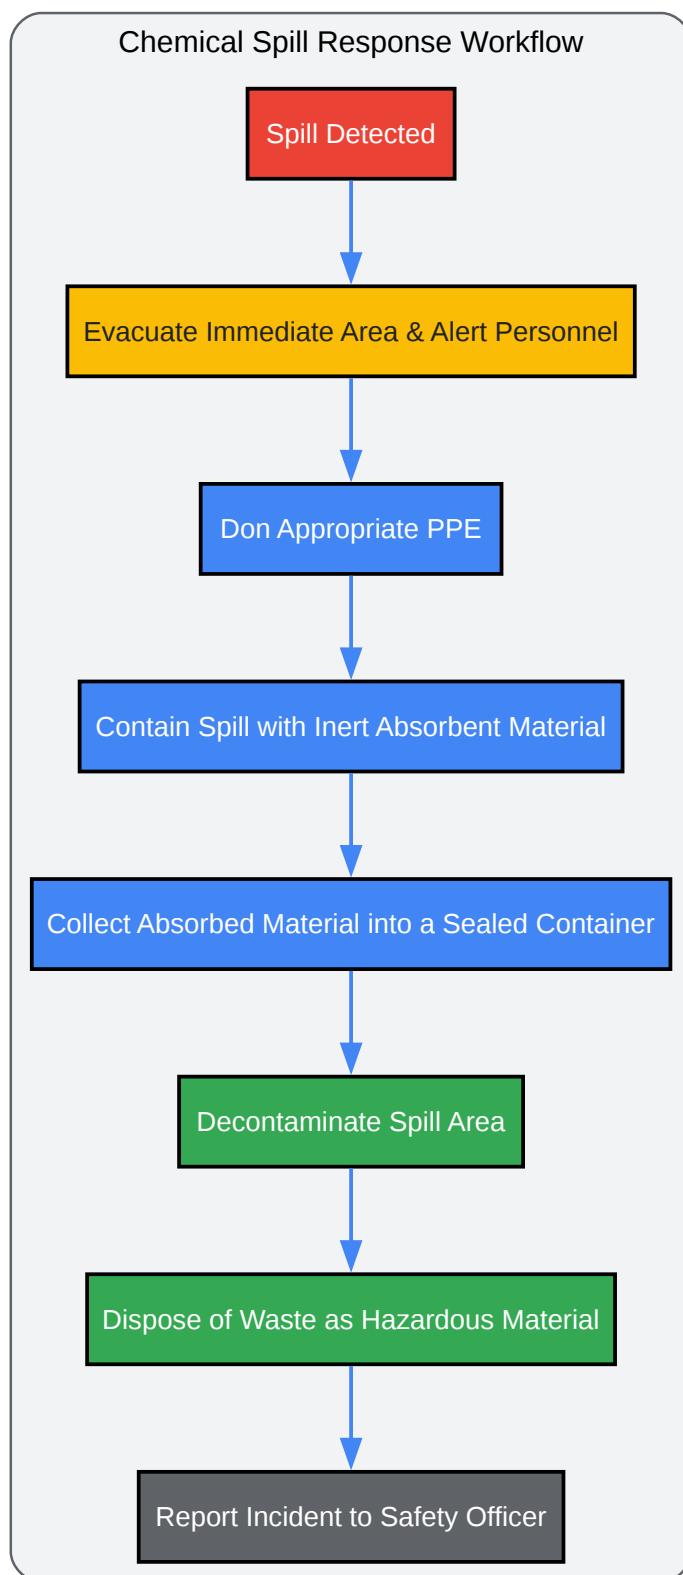 Chemical Spill Response Workflow
Spill Detected
Evacuate Immediate Area & Alert Personnel
Don Appropriate PPE
Contain Spill with Inert Absorbent Material
Collect Absorbed Material into a Sealed Container
Decontaminate Spill Area
Dispose of Waste as Hazardous Material
Report Incident to Safety Officer